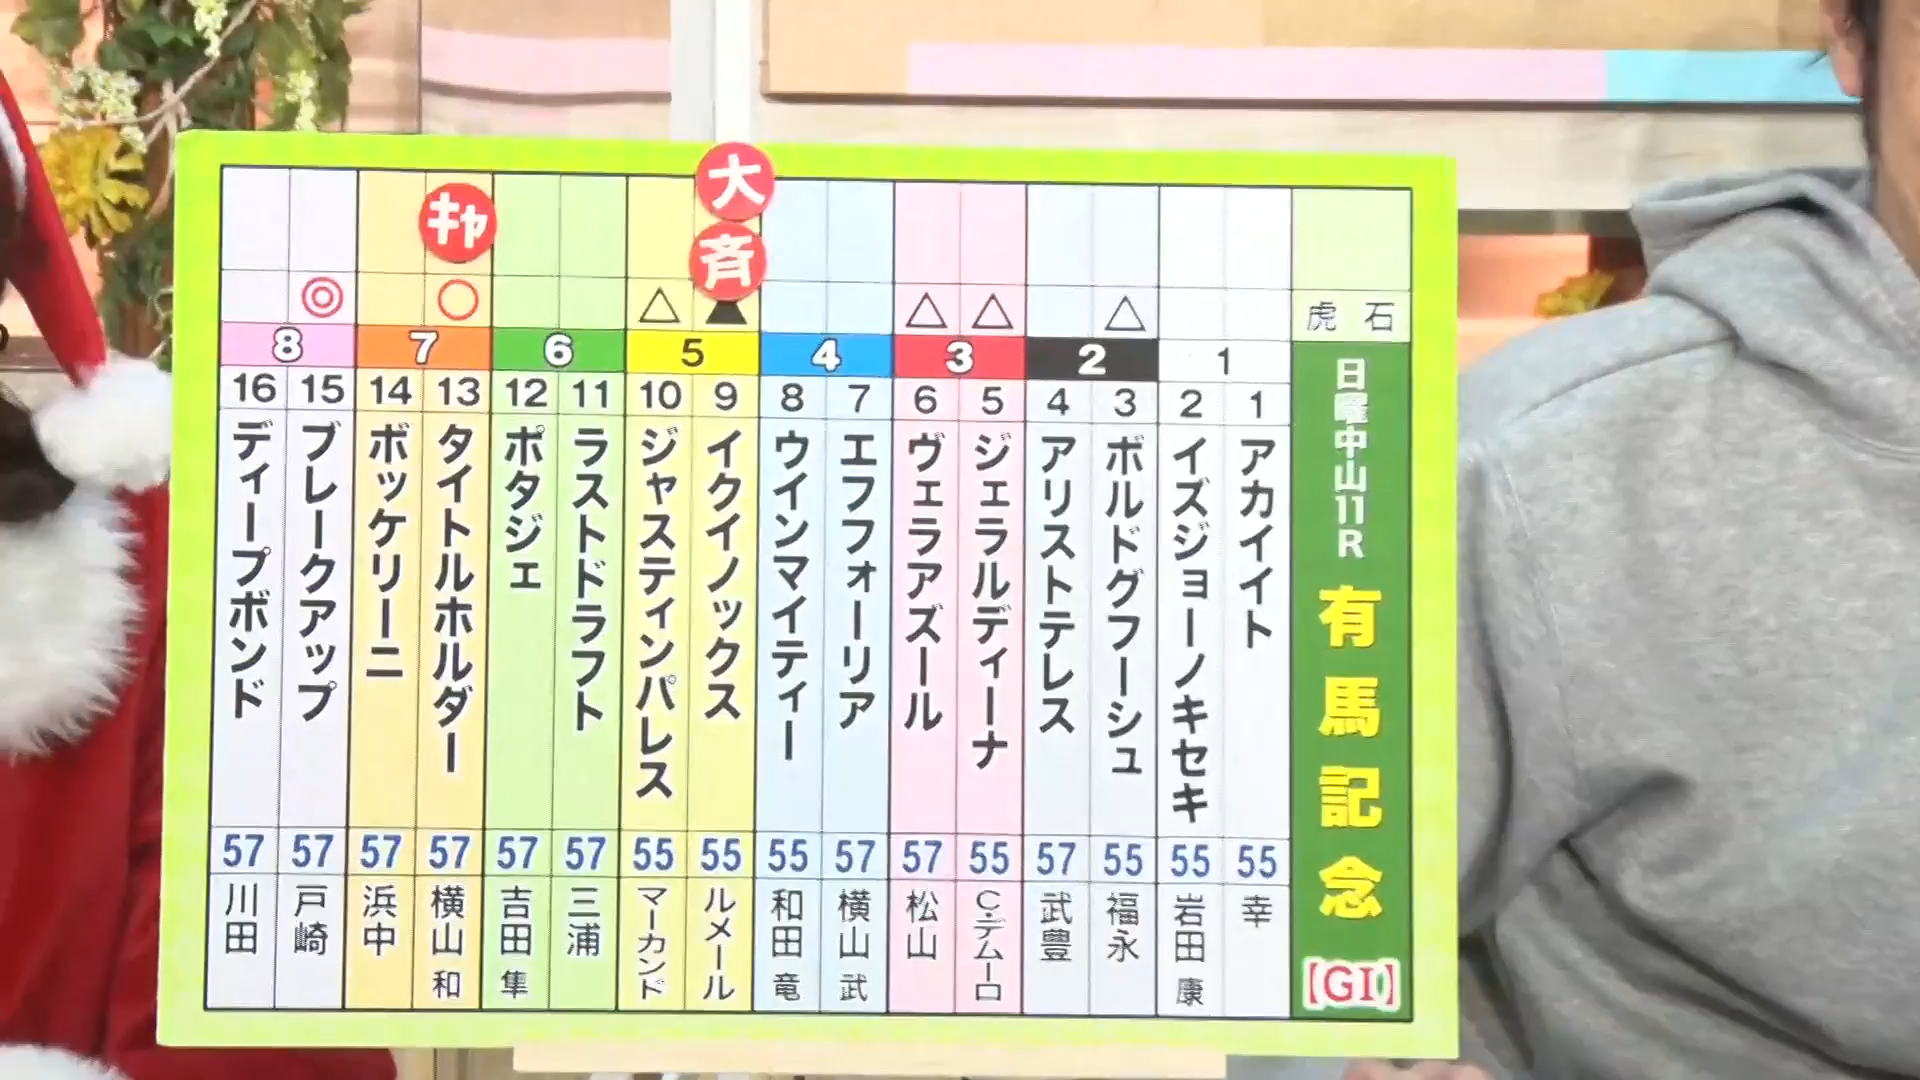 日曜中山11R
有馬記念
【GI】
虎石
1
1
アカイイト
55
幸
2
イズジョーノキセキ
55
岩田康
2
△
3
ボルドグフーシュ
55
福永
4
アリストテレス
57
武豊
3
△
5
ジェラルディーナ
55
C・デムーロ
△
6
ヴェラアズール
57
松山
4
7
エフフォーリア
57
横山武
8
ウインマイティー
55
和田竜
5
大
斉
▲
9
イクイノックス
55
ルメール
△
10
ジャスティンパレス
55
マーカンド
6
11
ラストドラフト
57
三浦
12
ポタジェ
57
吉田隼
7
キャ
○
13
タイトルホルダー
57
横山和
14
ボッケリーニ
57
浜中
8
◎
15
ブレークアップ
57
戸崎
16
ディープボンド
57
川田